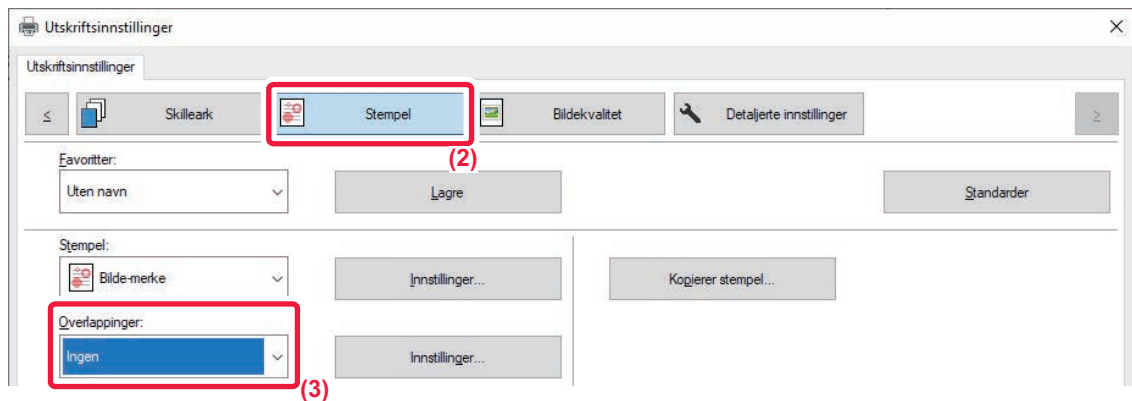 Utskriftsinnstillinger
Utskriftsinnstillinger
≤ Skilleark Stempel Bildekvalitet Detaljerte innstillinger ≥
(2)
Favoritter:
Uten navn Lagre Standarder
Stempel:
Bilde-merke Innstillinger... Kopierer stempel...
Overlappinger:
Ingen Innstillinger...
(3)